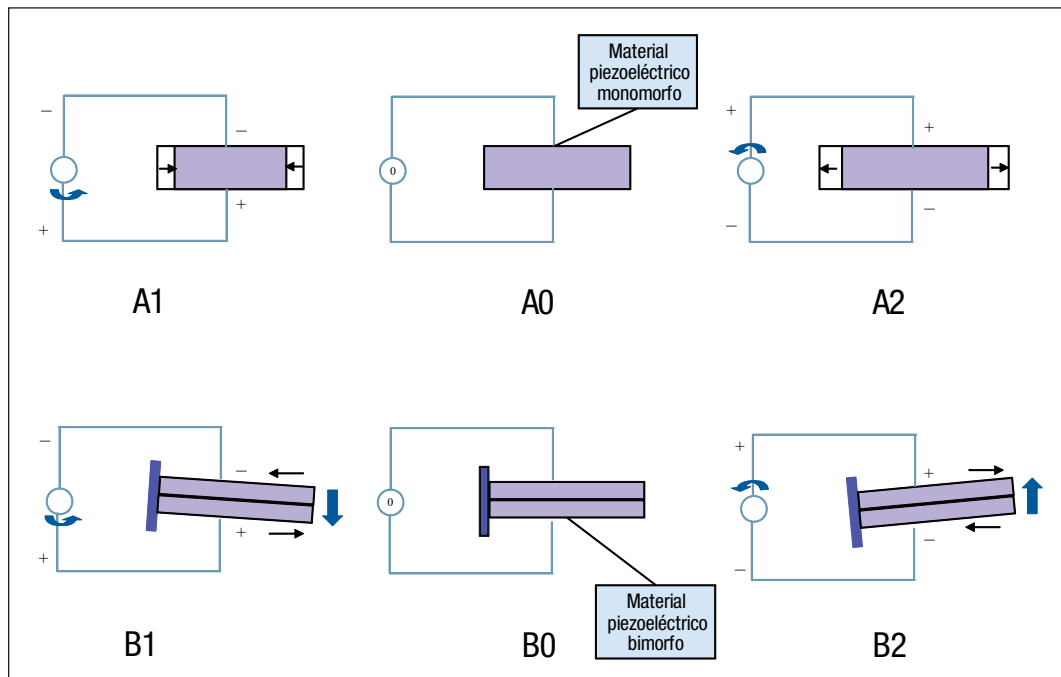 Material
piezoeléctrico
monomorfo
−
−
+
+
0
+
+
−
−
A1
A0
A2
−
−
+
+
0
+
+
−
−
Material
piezoeléctrico
bimorfo
B1
B0
B2